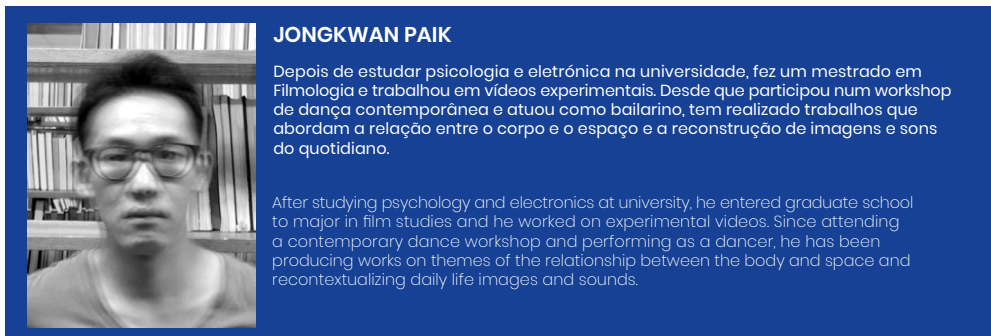 JONGKWAN PAIK
Depois de estudar psicologia e eletrónica na universidade, fez um mestrado em
Filmologia e trabalhou em vídeos experimentais. Desde que participou num workshop
de dança contemporânea e atuou como bailarino, tem realizado trabalhos que
abordam a relação entre o corpo e o espaço e a reconstrução de imagens e sons
do quotidiano.
After studying psychology and electronics at university, he entered graduate school
to major in film studies and he worked on experimental videos. Since attending
a contemporary dance workshop and performing as a dancer, he has been
producing works on themes of the relationship between the body and space and
recontextualizing daily life images and sounds.